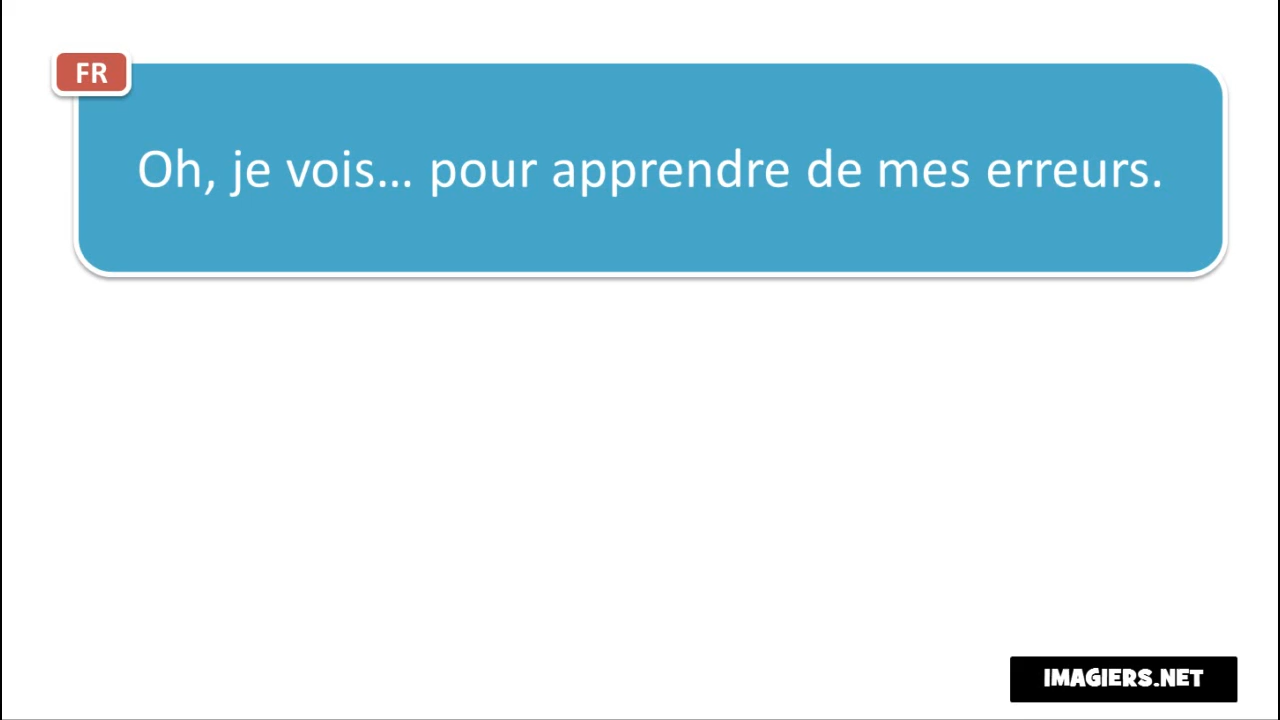 FR
Oh, je vois… pour apprendre de mes erreurs.
IMAGIERS.NET